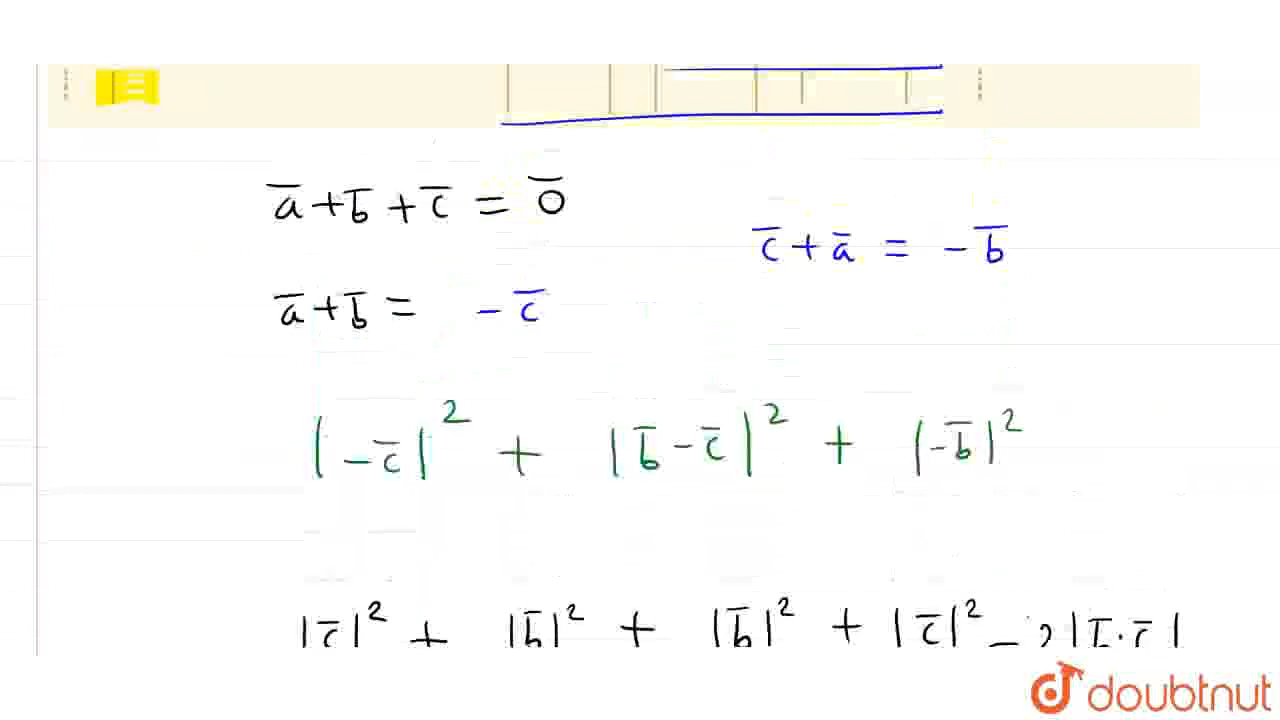 a̅ + b̅ + c̅ = 0̅
c̅ + a̅ = - b̅
a̅ + b̅ = - c̅
|- c̅|² + |b̅ - c̅|² + |- b̅|²
|c̅|² + |b̅|² + |b̅|² + |c̅|² - 2|b̅ · c̅|
doubtnut